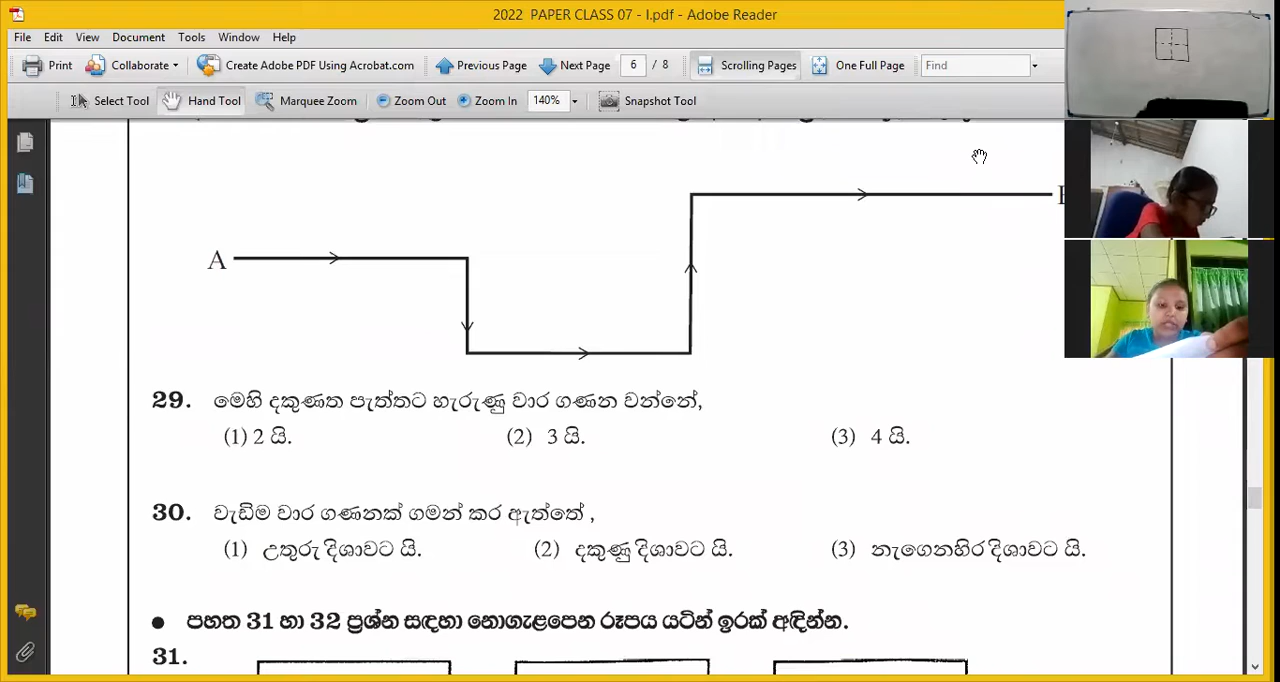 2022 PAPER CLASS 07 - I.pdf - Adobe Reader
File Edit View Document Tools Window Help
Print Collaborate Create Adobe PDF Using Acrobat.com Previous Page Next Page 6 / 8 Scrolling Pages One Full Page Find
Select Tool Hand Tool Marquee Zoom Zoom Out Zoom In 140% Snapshot Tool
A
29. මෙහි දකුණත පැත්තට හැරුණු වාර ගණන වන්නේ,
(1) 2 යි. (2) 3 යි. (3) 4 යි.
30. වැඩිම වාර ගණනක් ගමන් කර ඇත්තේ ,
(1) උතුරු දිශාවට යි. (2) දකුණු දිශාවට යි. (3) නැගෙනහිර දිශාවට යි.
● පහත 31 හා 32 ප්‍රශ්න සඳහා නොගැළපෙන රූපය යටින් ඉරක් අඳින්න.
31.